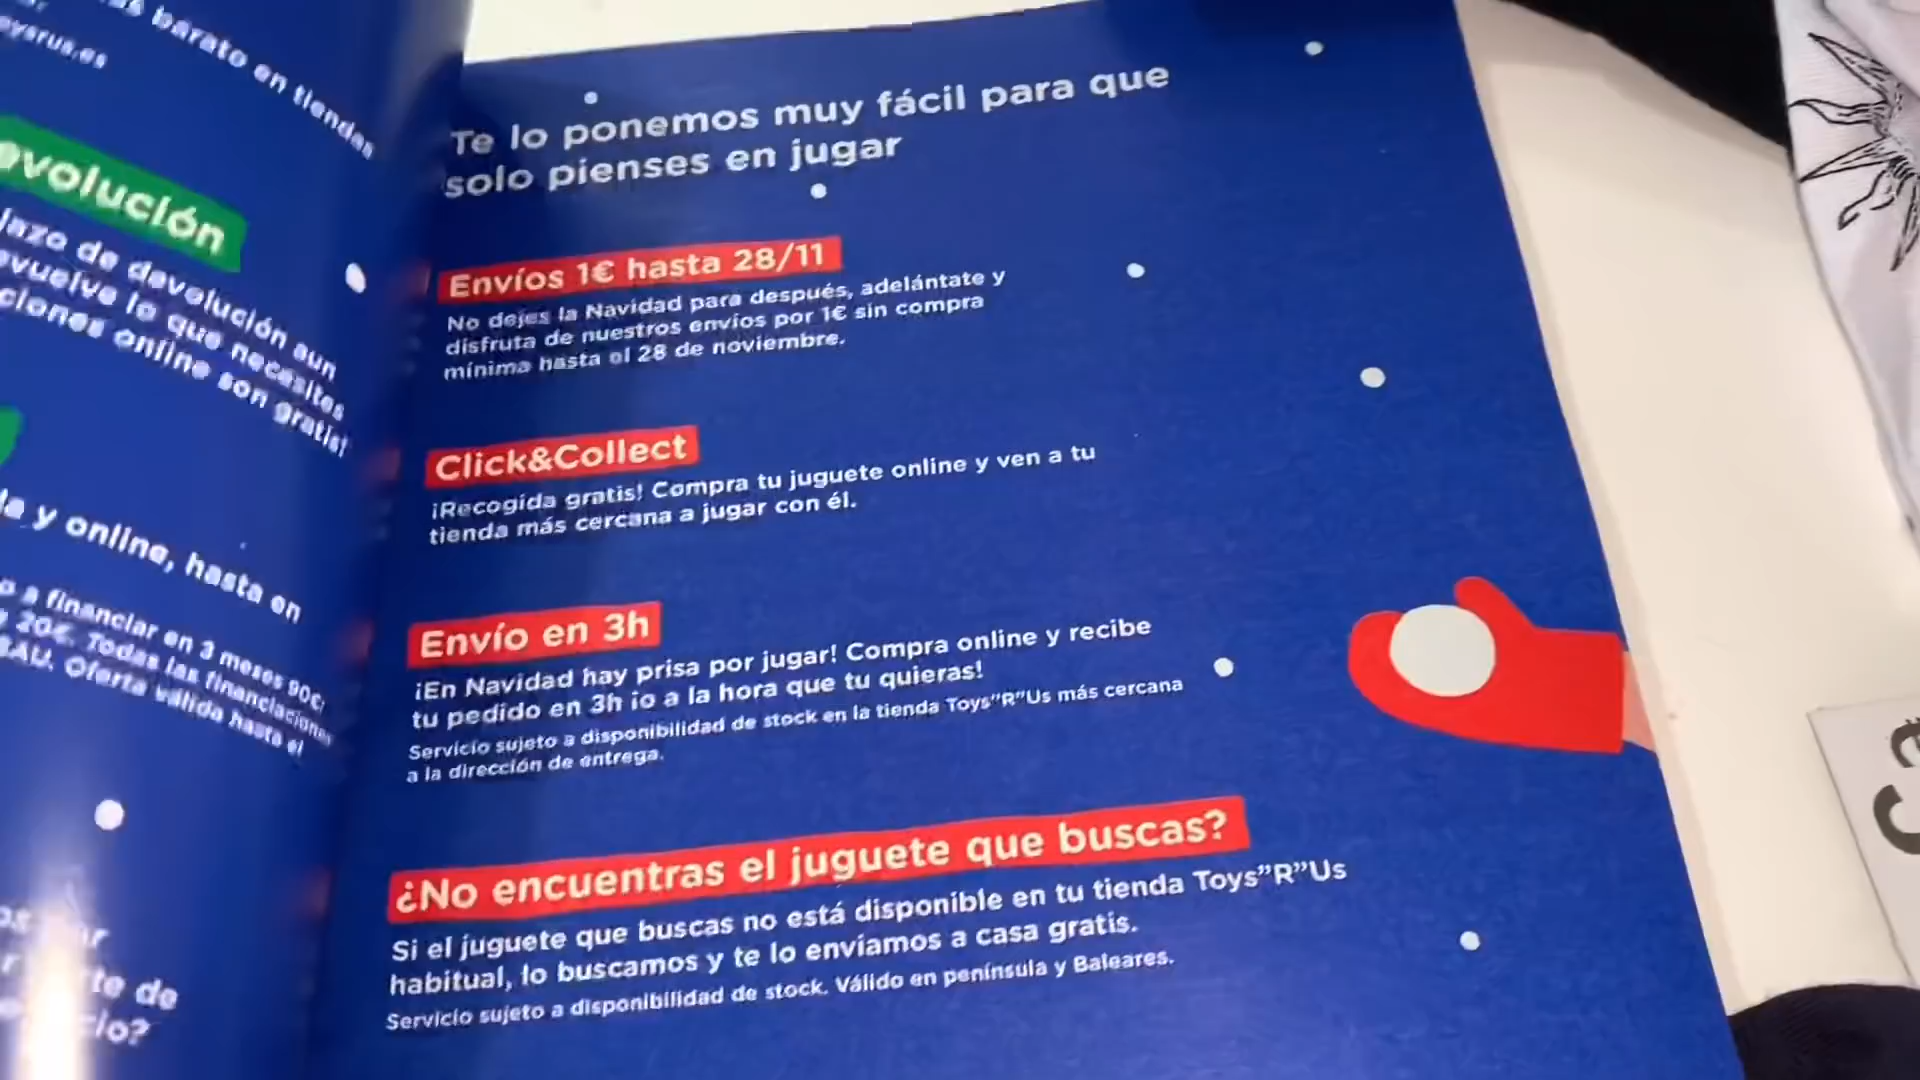 barato en tiendas
ysrus.es
evolución
lazo de devolución aun
evuelve lo que necesites
ciones online son gratis!
y online, hasta en
a financiar en 3 meses 90€;
20€. Todas las financiaciones
Oferta válida hasta el
de
Te lo ponemos muy fácil para que
solo pienses en jugar
Envíos 1€ hasta 28/11
No dejes la Navidad para después, adelántate y
disfruta de nuestros envíos por 1€ sin compra
mínima hasta el 28 de noviembre.
Click&Collect
¡Recogida gratis! Compra tu juguete online y ven a tu
tienda más cercana a jugar con él.
Envío en 3h
¡En Navidad hay prisa por jugar! Compra online y recibe
tu pedido en 3h ¡o a la hora que tu quieras!
Servicio sujeto a disponibilidad de stock en la tienda Toys”R”Us más cercana
a la dirección de entrega.
¿No encuentras el juguete que buscas?
Si el juguete que buscas no está disponible en tu tienda Toys”R”Us
habitual, lo buscamos y te lo enviamos a casa gratis.
Servicio sujeto a disponibilidad de stock. Válido en península y Baleares.